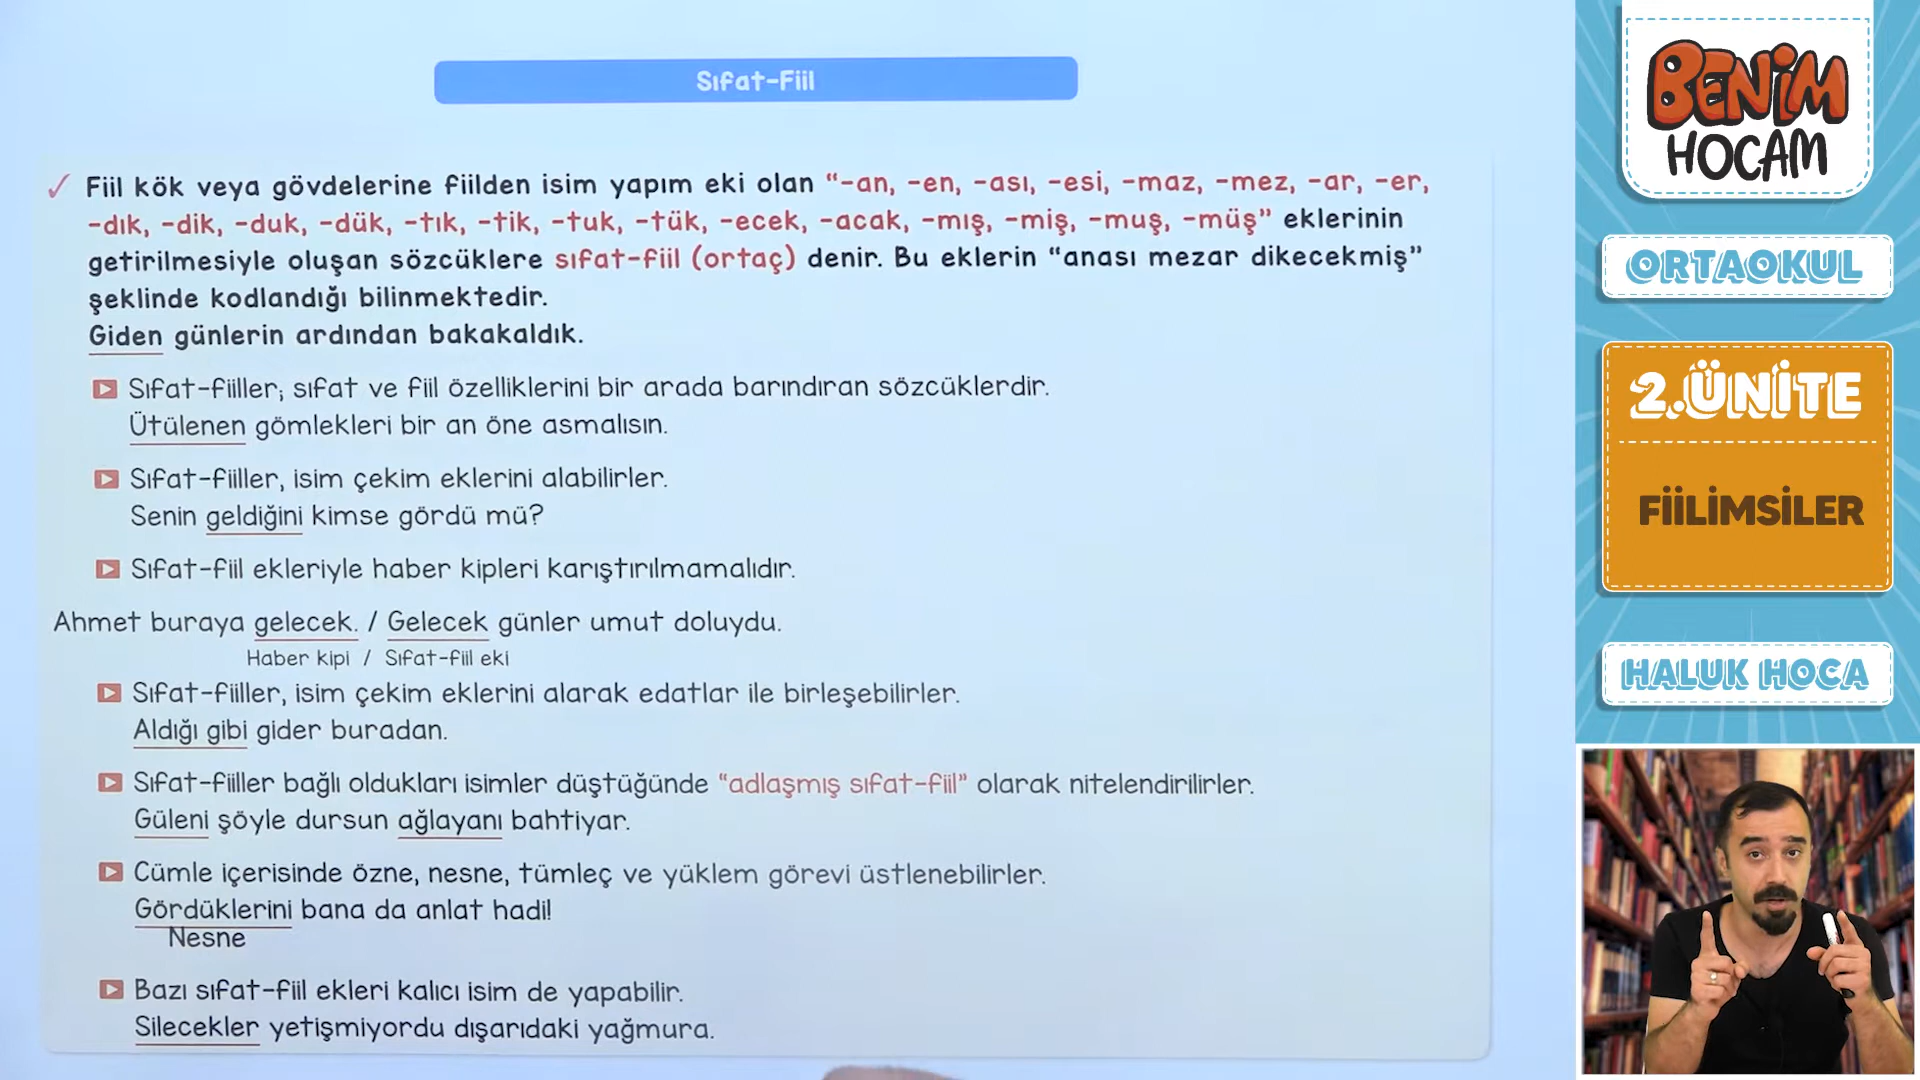 Sıfat-Fiil
✓ Fiil kök veya gövdelerine fiilden isim yapım eki olan “-an, -en, -ası, -esi, -maz, -mez, -ar, -er,
-dık, -dik, -duk, -dük, -tık, -tik, -tuk, -tük, -ecek, -acak, -mış, -miş, -muş, -müş” eklerinin
getirilmesiyle oluşan sözcüklere sıfat-fiil (ortaç) denir. Bu eklerin “anası mezar dikecekmiş”
şeklinde kodlandığı bilinmektedir.
Giden günlerin ardından bakakaldık.
Sıfat-fiiller; sıfat ve fiil özelliklerini bir arada barındıran sözcüklerdir.
Ütülenen gömlekleri bir an öne asmalısın.
Sıfat-fiiller, isim çekim eklerini alabilirler.
Senin geldiğini kimse gördü mü?
Sıfat-fiil ekleriyle haber kipleri karıştırılmamalıdır.
Ahmet buraya gelecek. / Gelecek günler umut doluydu.
Haber kipi / Sıfat-fiil eki
Sıfat-fiiller, isim çekim eklerini alarak edatlar ile birleşebilirler.
Aldığı gibi gider buradan.
Sıfat-fiiller bağlı oldukları isimler düştüğünde “adlaşmış sıfat-fiil” olarak nitelendirilirler.
Güleni şöyle dursun ağlayanı bahtiyar.
Cümle içerisinde özne, nesne, tümleç ve yüklem görevi üstlenebilirler.
Gördüklerini bana da anlat hadi!
Nesne
Bazı sıfat-fiil ekleri kalıcı isim de yapabilir.
Silecekler yetişmiyordu dışarıdaki yağmura.
BENİM
HOCAM
ORTAOKUL
2.ÜNİTE
FİİLİMSİLER
HALUK HOCA